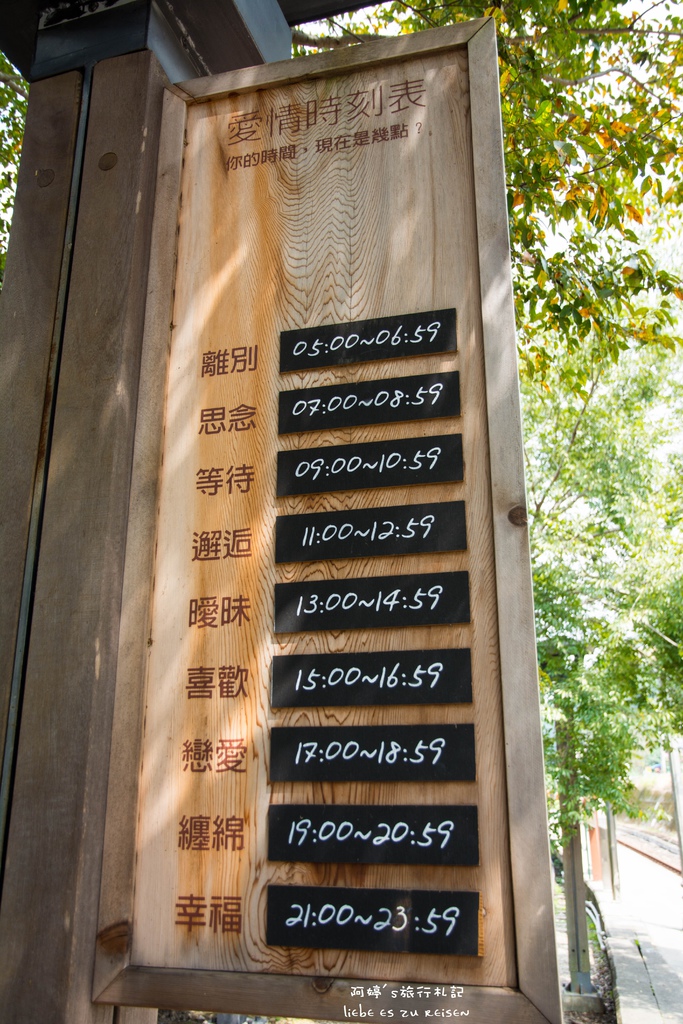 愛情時刻表
你的時間，現在是幾點？
離別 05:00~06:59
思念 07:00~08:59
等待 09:00~10:59
邂逅 11:00~12:59
曖昧 13:00~14:59
喜歡 15:00~16:59
戀愛 17:00~18:59
纏綿 19:00~20:59
幸福 21:00~23:59
阿婷's旅行札記
liebe es zu reisen